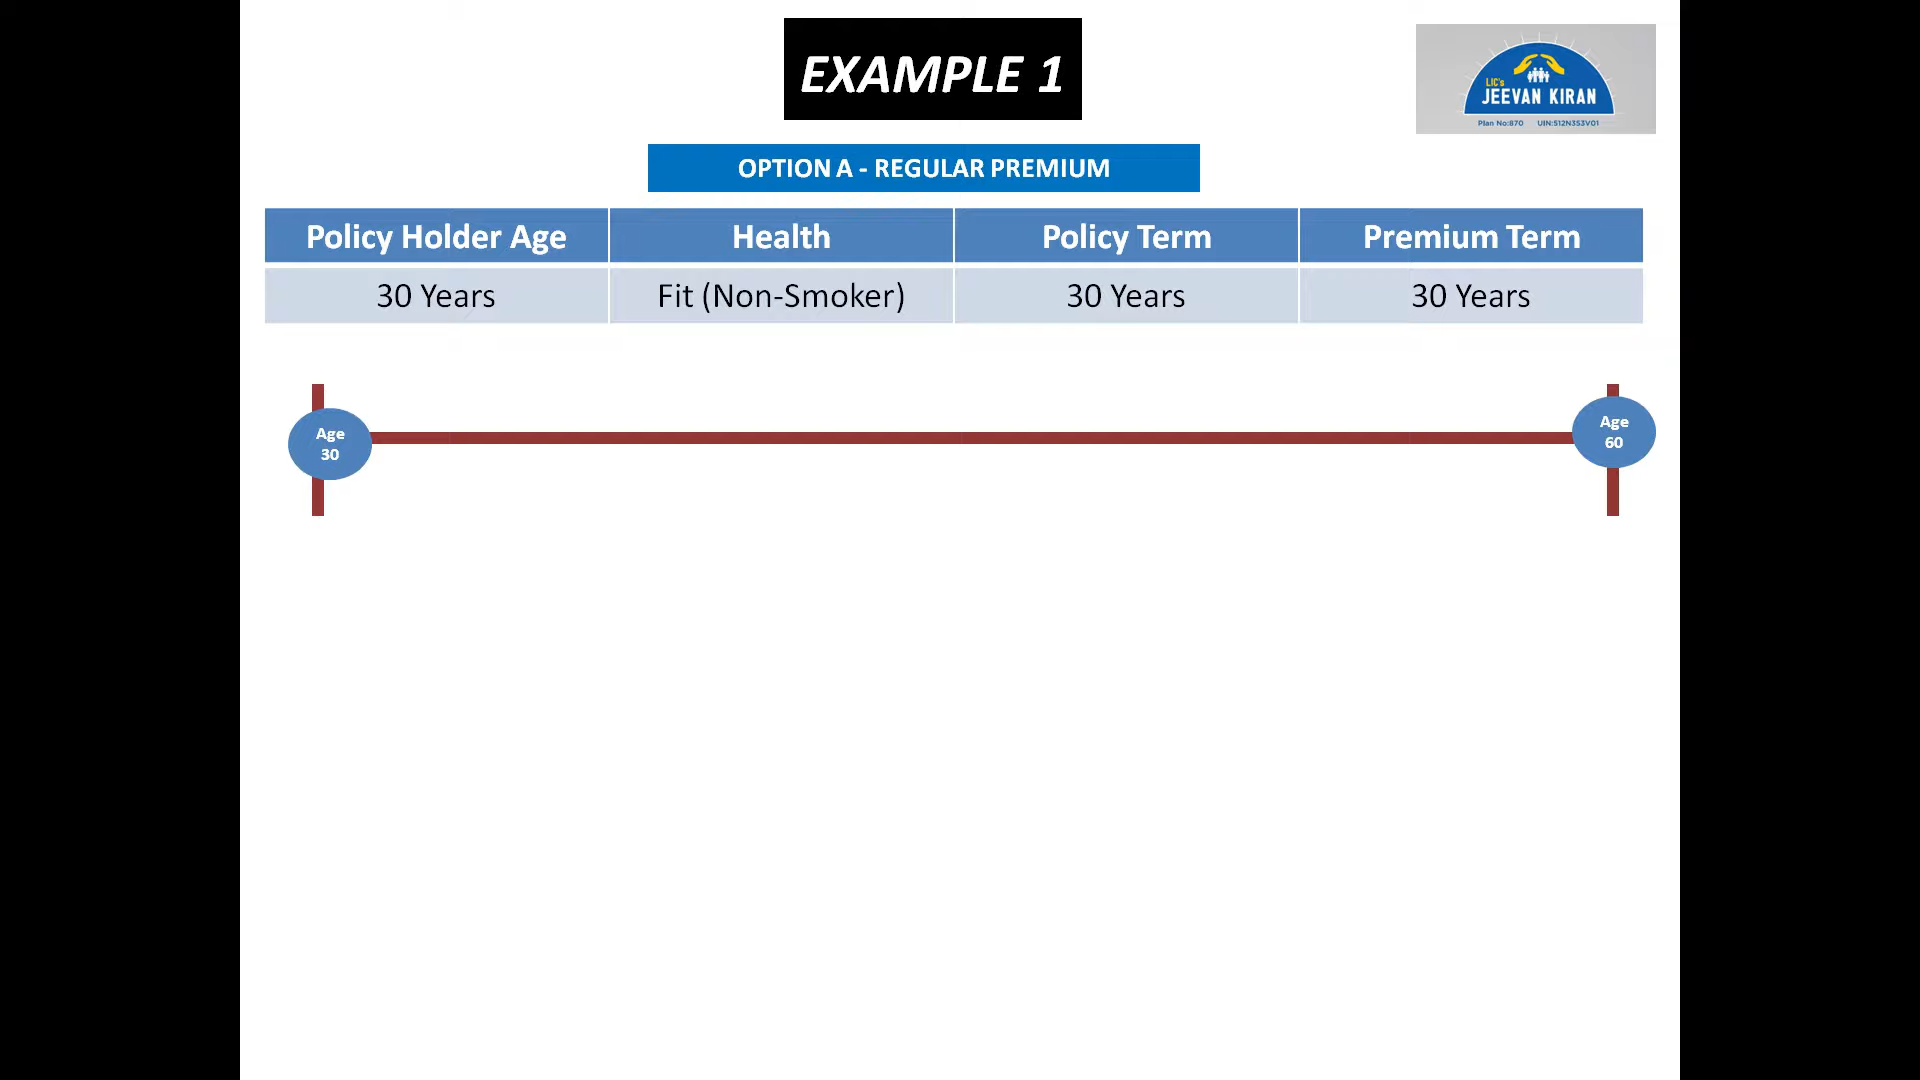 EXAMPLE 1
LIC's
JEEVAN KIRAN
Plan No:870 UIN:512N353V01
OPTION A - REGULAR PREMIUM
Policy Holder Age Health Policy Term Premium Term
30 Years Fit (Non-Smoker) 30 Years 30 Years
Age
30
Age
60